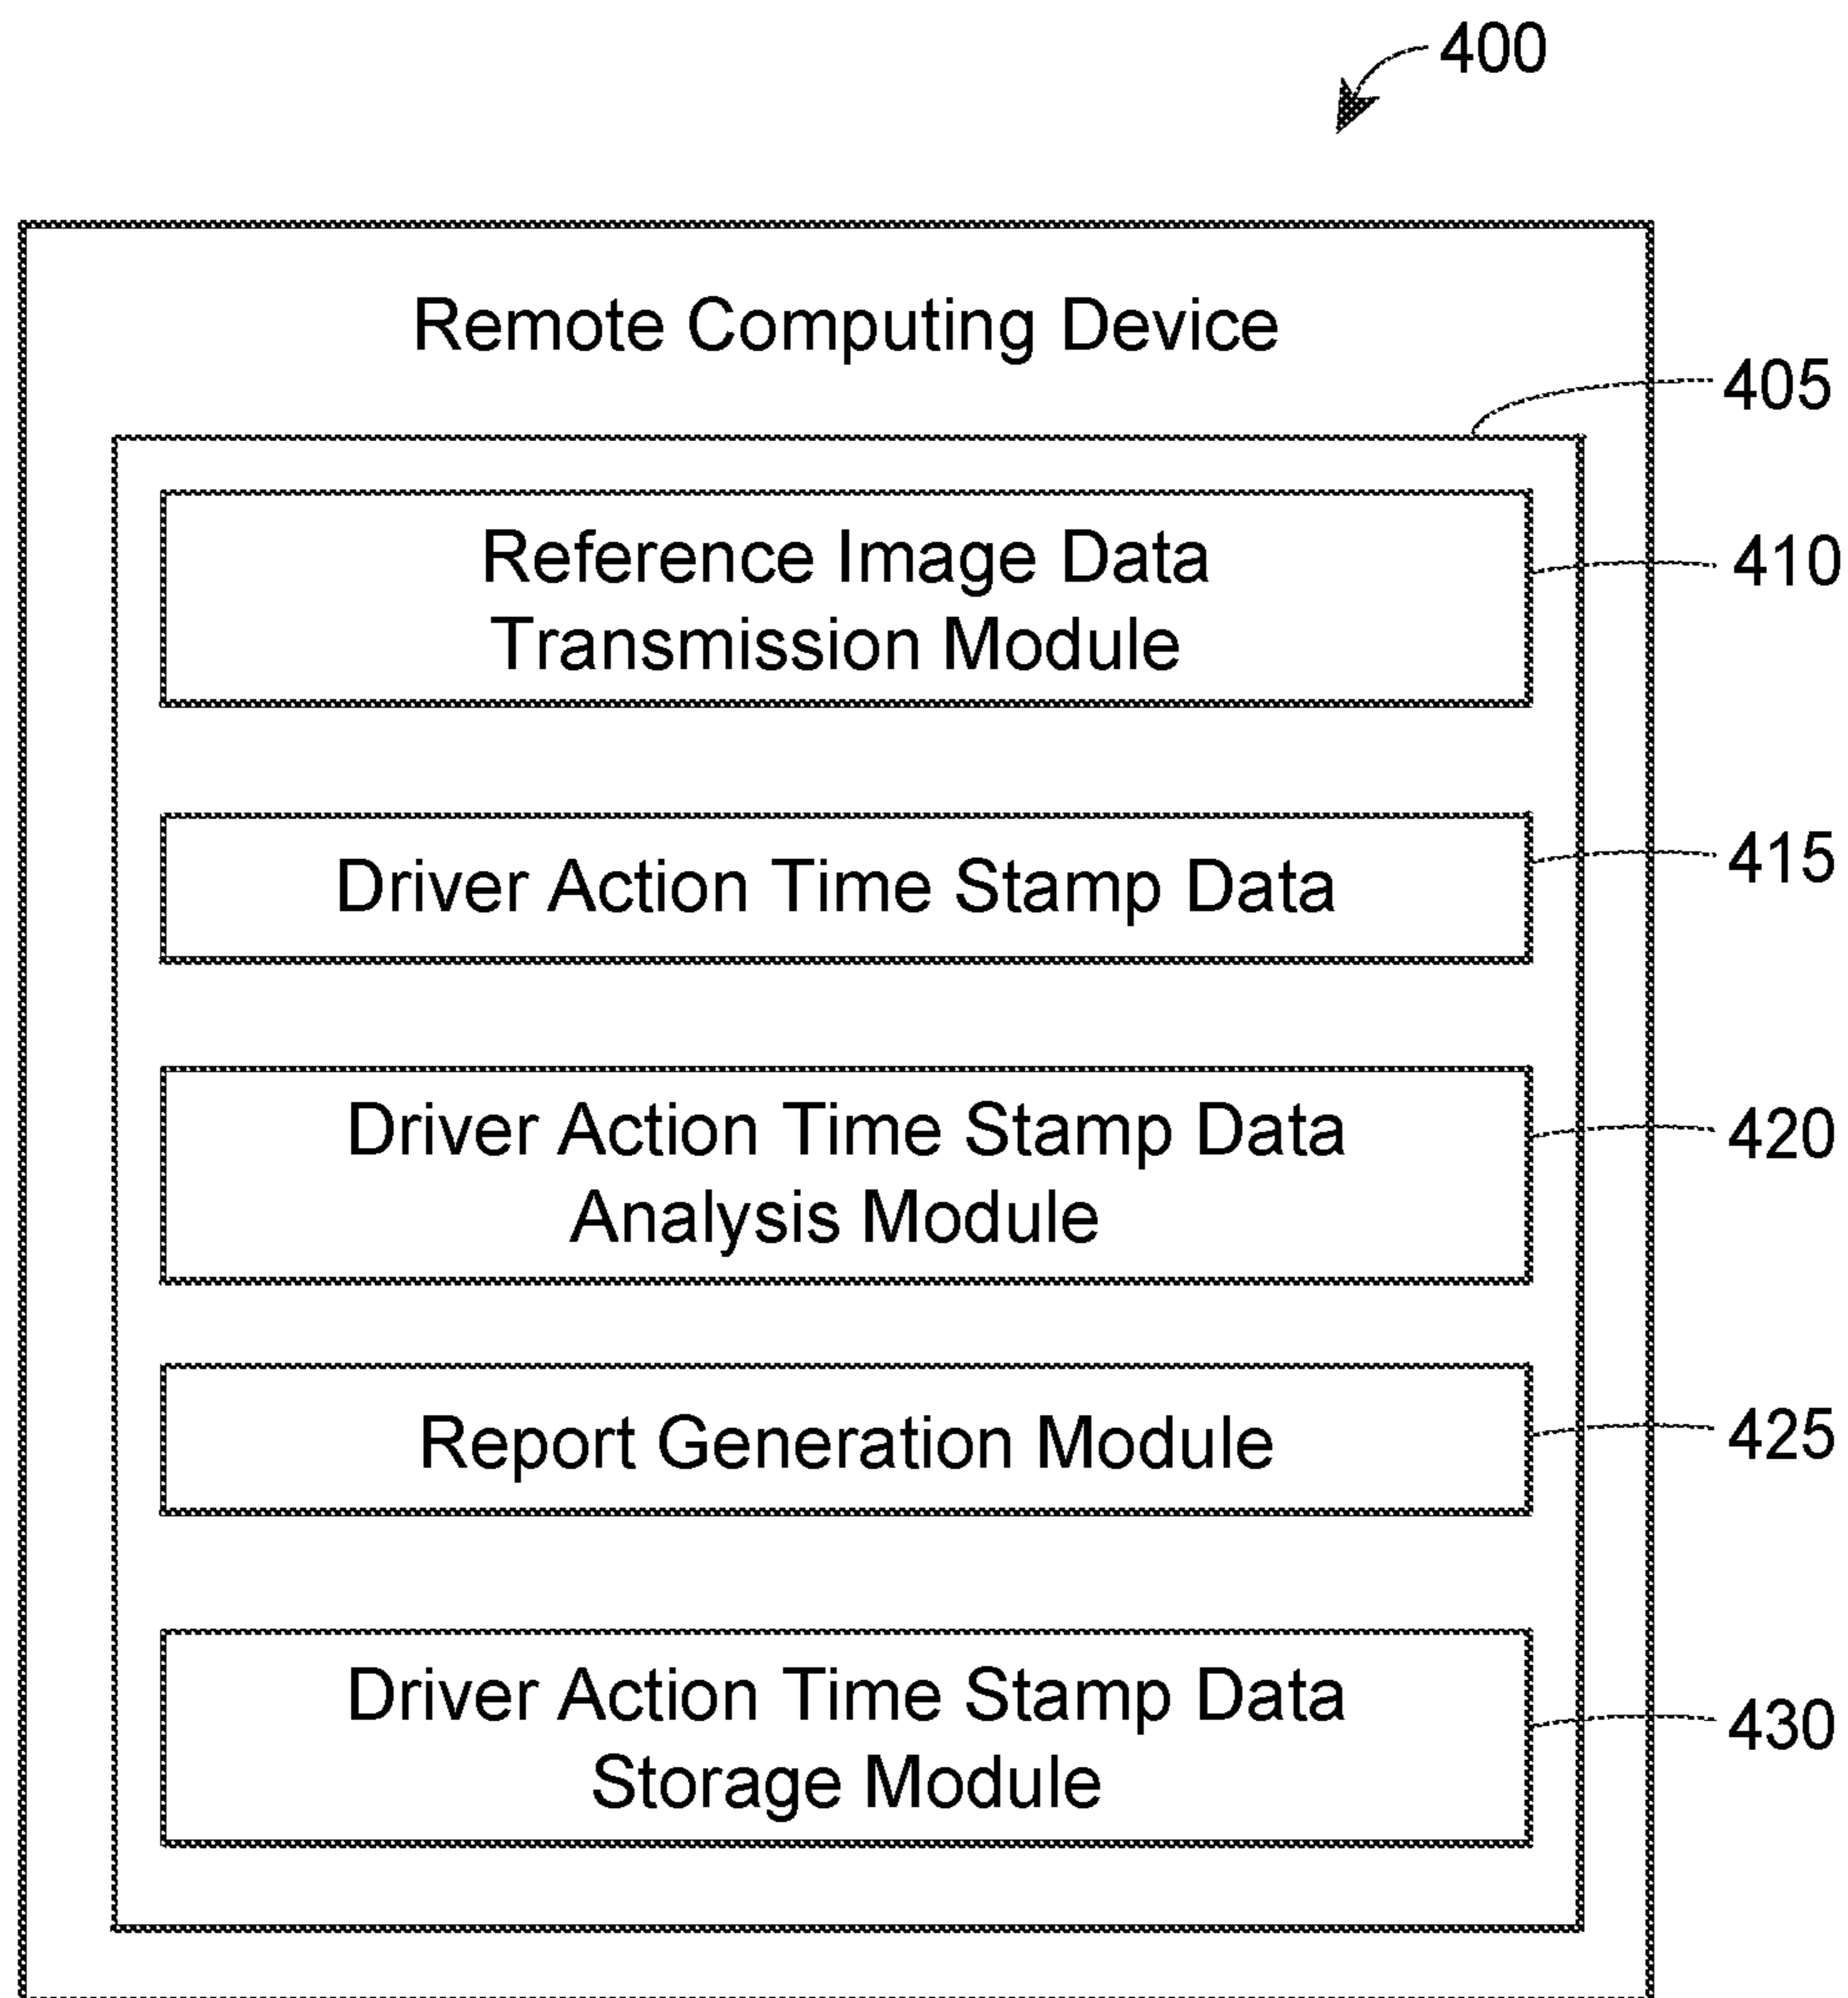 400
Remote Computing Device
405
Reference Image Data
Transmission Module
410
Driver Action Time Stamp Data
415
Driver Action Time Stamp Data
Analysis Module
420
Report Generation Module
425
Driver Action Time Stamp Data
Storage Module
430